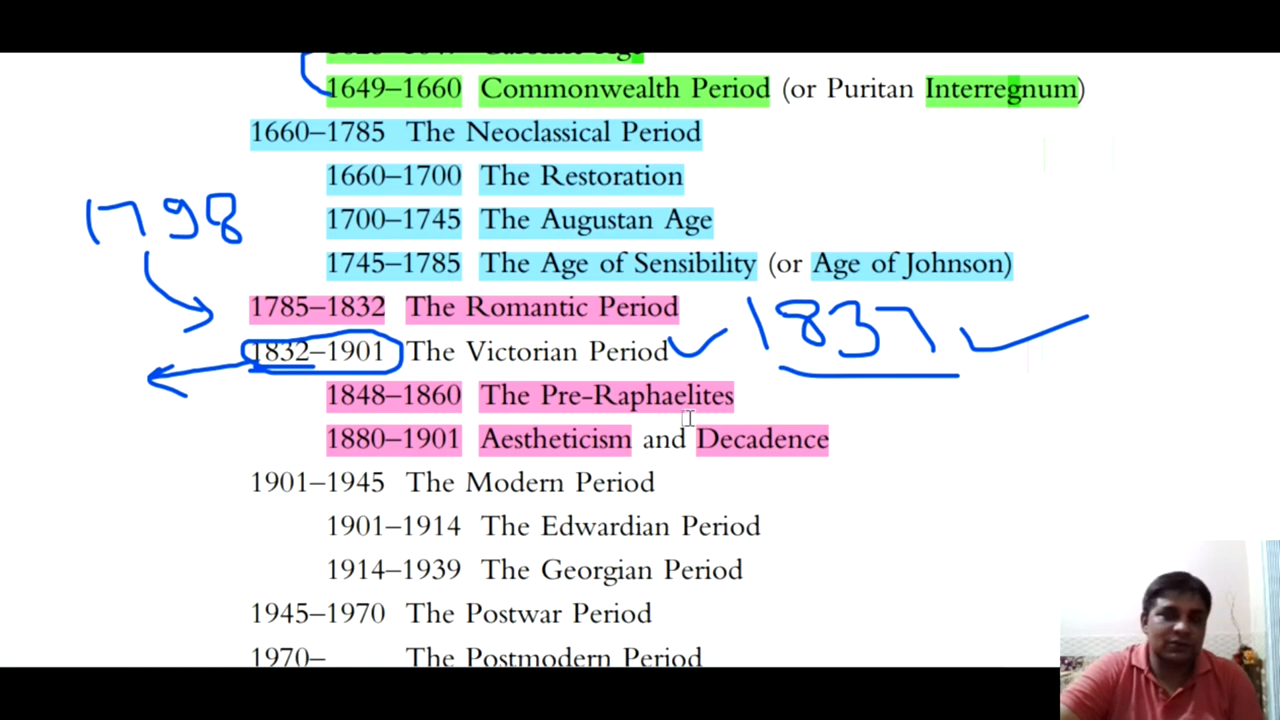 1649–1660 Commonwealth Period (or Puritan Interregnum)
1660–1785 The Neoclassical Period
1660–1700 The Restoration
1798
1700–1745 The Augustan Age
1745–1785 The Age of Sensibility (or Age of Johnson)
1785–1832 The Romantic Period
1837
1832–1901 The Victorian Period
1848–1860 The Pre-Raphaelites
1880–1901 Aestheticism and Decadence
1901–1945 The Modern Period
1901–1914 The Edwardian Period
1914–1939 The Georgian Period
1945–1970 The Postwar Period
1970– The Postmodern Period